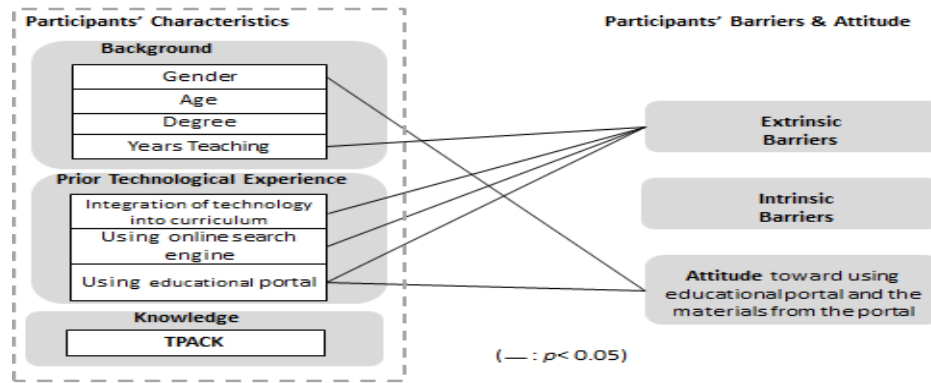 Participants' Characteristics
Background
Gender
Age
Degree
Years Teaching
Prior Technological Experience
Integration of technology
into curriculum
Using online search
engine
Using educational portal
Knowledge
TPACK
Participants' Barriers & Attitude
Extrinsic
Barriers
Intrinsic
Barriers
Attitude toward using
educational portal and the
materials from the portal
(— : p< 0.05)